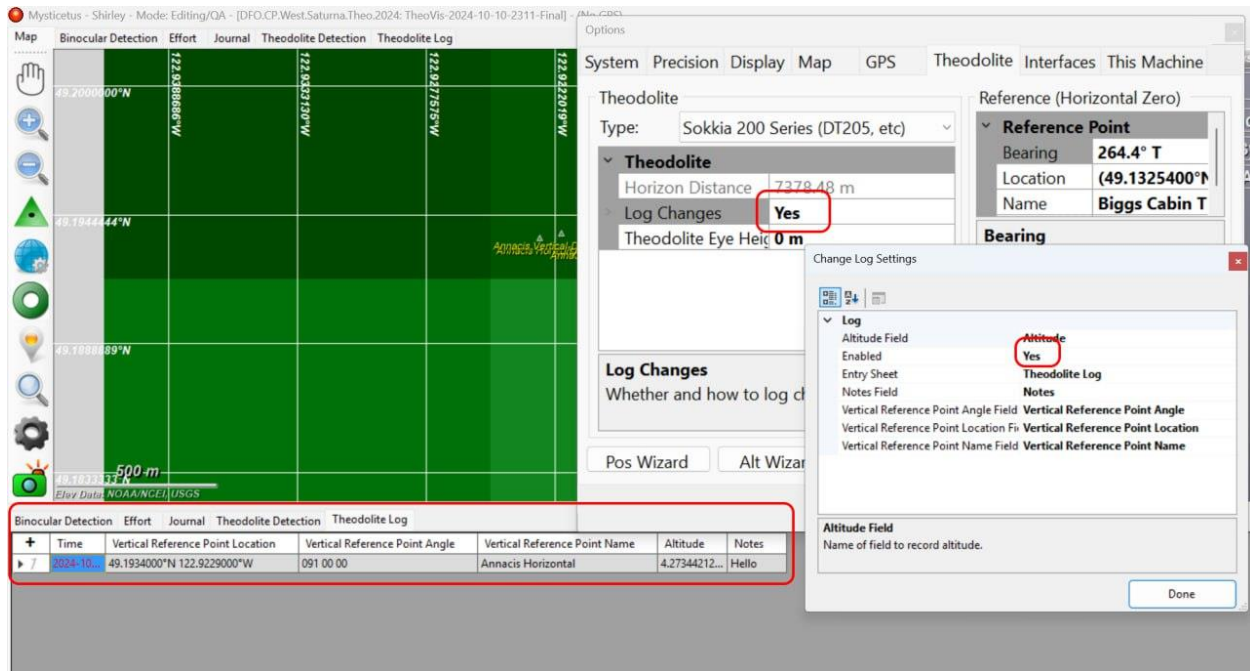 Mysticetus - Shirley - Mode: Editing/QA - [DFO.CP.West.Saturna.Theo.2024: TheoVis-2024-10-10-2311-Final] - (No GPS)
Map Binocular Detection Effort Journal Theodolite Detection Theodolite Log
122.9388686°W 122.9333130°W 122.9277575°W 122.9222019°W
49.2000000°N
49.1944444°N
49.1888889°N
500 m
49.1833333°N
Elev Data: NOAA/NCEI, USGS
Options
System Precision Display Map GPS Theodolite Interfaces This Machine
Theodolite
Type: Sokkia 200 Series (DT205, etc)
Theodolite
Horizon Distance 7378.48 m
Log Changes Yes
Theodolite Eye Heig 0 m
Log Changes
Whether and how to log ch
Pos Wizard Alt Wizar
Reference (Horizontal Zero)
Reference Point
Bearing 264.4° T
Location (49.1325400°N
Name Biggs Cabin T
Bearing
Change Log Settings
Log
Altitude Field Altitude
Enabled Yes
Entry Sheet Theodolite Log
Notes Field Notes
Vertical Reference Point Angle Field Vertical Reference Point Angle
Vertical Reference Point Location Fi Vertical Reference Point Location
Vertical Reference Point Name Field Vertical Reference Point Name
Altitude Field
Name of field to record altitude.
Done
Binocular Detection Effort Journal Theodolite Detection Theodolite Log
+ Time Vertical Reference Point Location Vertical Reference Point Angle Vertical Reference Point Name Altitude Notes
1 2024-10... 49.1934000°N 122.9229000°W 091 00 00 Annacis Horizontal 4.27344212... Hello